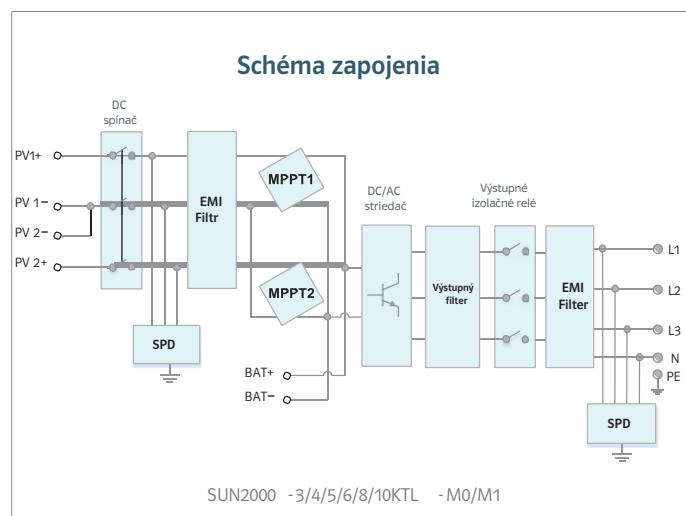 Schéma zapojenia
DC
spínač
PV1+
PV 1−
PV 2−
PV 2+
EMI
Filtr
MPPT1
MPPT2
SPD
BAT+
BAT−
DC/AC
striedač
Výstupný
filter
Výstupné
izolačné relé
EMI
Filter
L1
L2
L3
N
PE
SPD
SUN2000 -3/4/5/6/8/10KTL -M0/M1